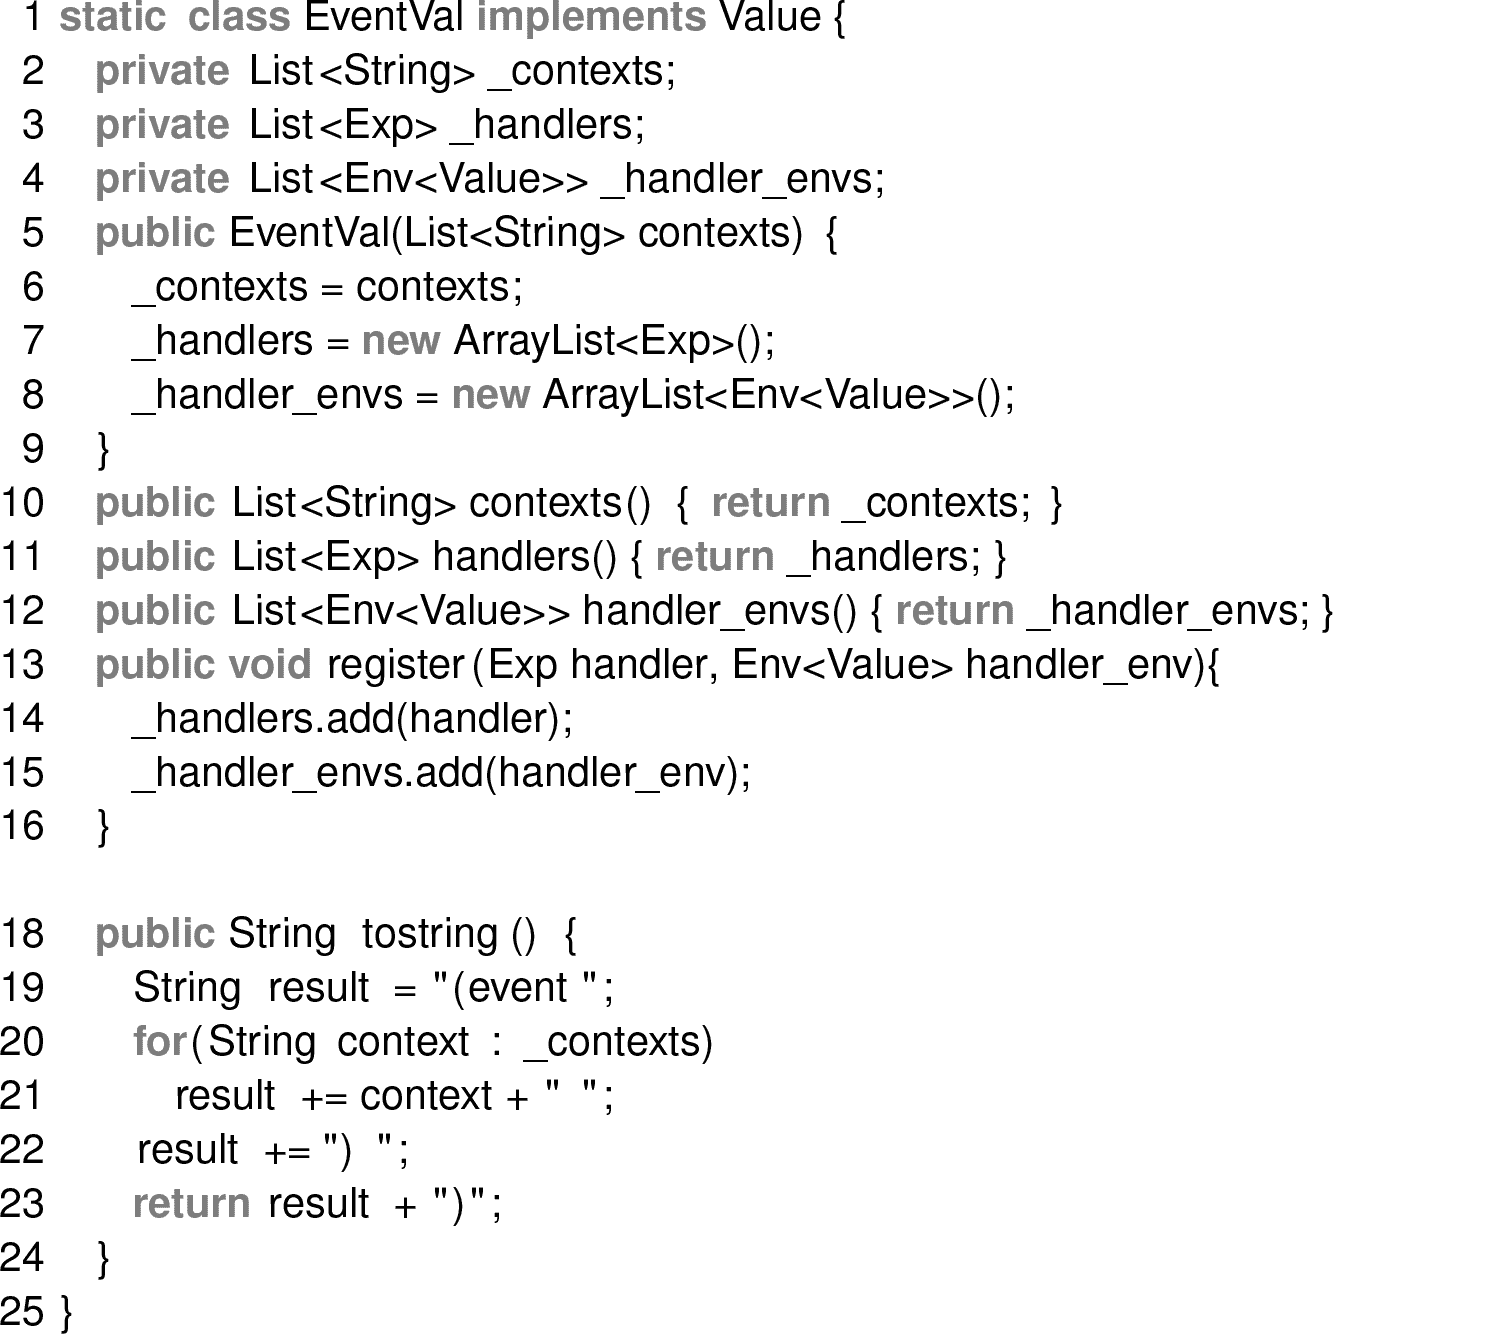 1 static class EventVal implements Value {
2 private List<String> _contexts;
3 private List<Exp> _handlers;
4 private List<Env<Value>> _handler_envs;
5 public EventVal(List<String> contexts) {
6 _contexts = contexts;
7 _handlers = new ArrayList<Exp>();
8 _handler_envs = new ArrayList<Env<Value>>();
9 }
10 public List<String> contexts() { return _contexts; }
11 public List<Exp> handlers() { return _handlers; }
12 public List<Env<Value>> handler_envs() { return _handler_envs; }
13 public void register (Exp handler, Env<Value> handler_env){
14 _handlers.add(handler);
15 _handler_envs.add(handler_env);
16 }
18 public String tostring () {
19 String result = "(event ";
20 for(String context : _contexts)
21 result += context + " ";
22 result += ") ";
23 return result + ")";
24 }
25 }